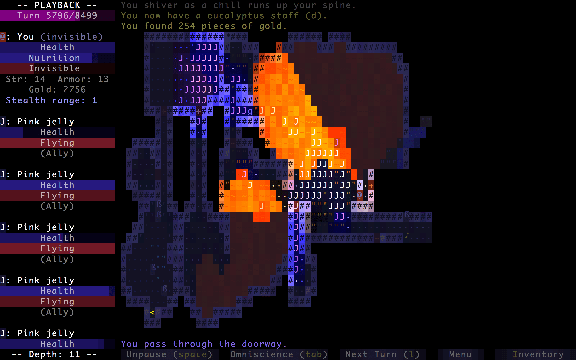 -- PLAYBACK --
Turn 5796/8499
You shiver as a chill runs up your spine.
You now have a eucalyptus staff (d).
You found 254 pieces of gold.
: You (invisible)
Health
Nutrition
Invisible
Str: 14 Armor: 13
Gold: 2756
Stealth range: 1
J: Pink jelly
Health
Flying
(Ally)
J: Pink jelly
Health
Flying
(Ally)
J: Pink jelly
Health
Flying
(Ally)
J: Pink jelly
Health
Flying
(Ally)
J: Pink jelly
Health
-- Depth: 11 --
You pass through the doorway.
Unpause (space) Omniscience (tab) Next Turn (l) Menu Inventory